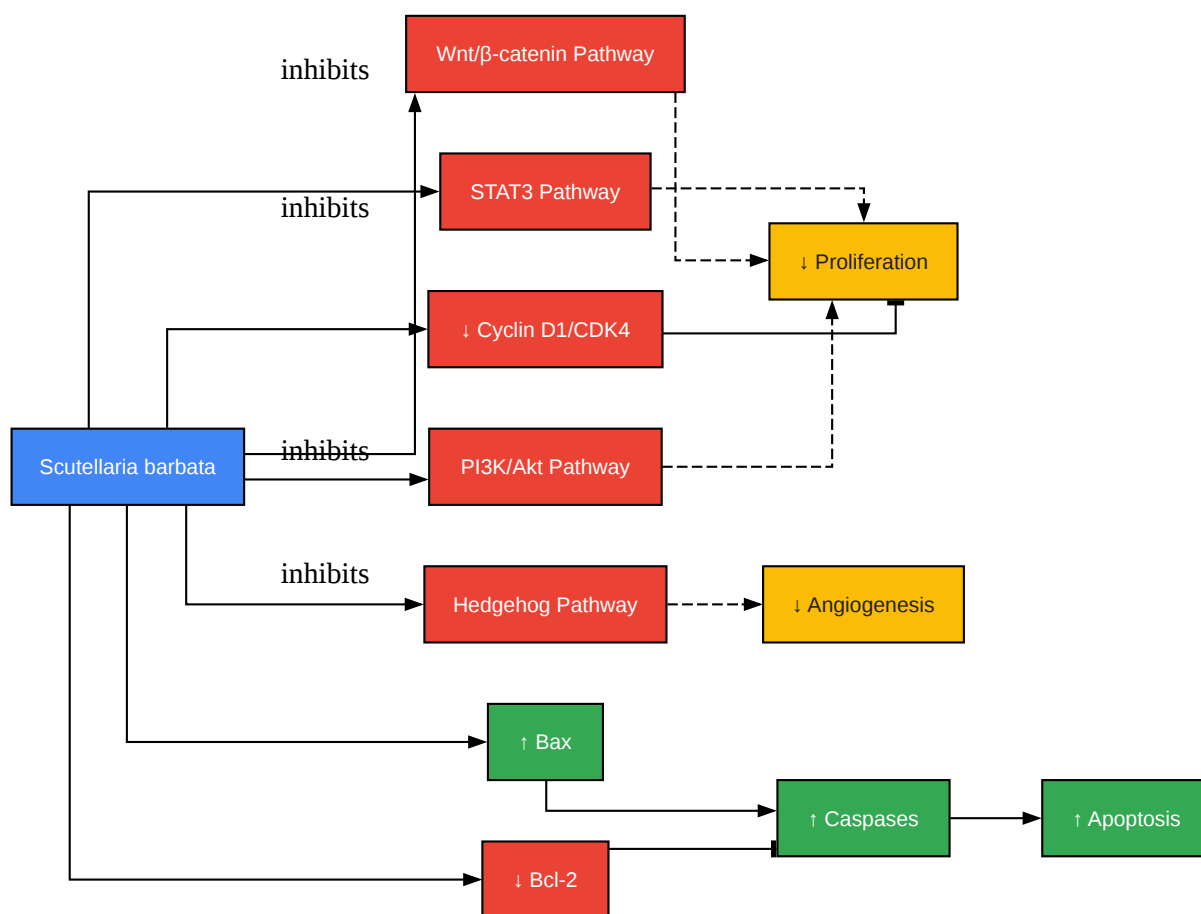 Wnt/β-catenin Pathway
inhibits
STAT3 Pathway
inhibits
↓ Proliferation
↓ Cyclin D1/CDK4
inhibits
Scutellaria barbata
PI3K/Akt Pathway
inhibits
Hedgehog Pathway
↓ Angiogenesis
↑ Bax
↑ Caspases
↑ Apoptosis
↓ Bcl-2